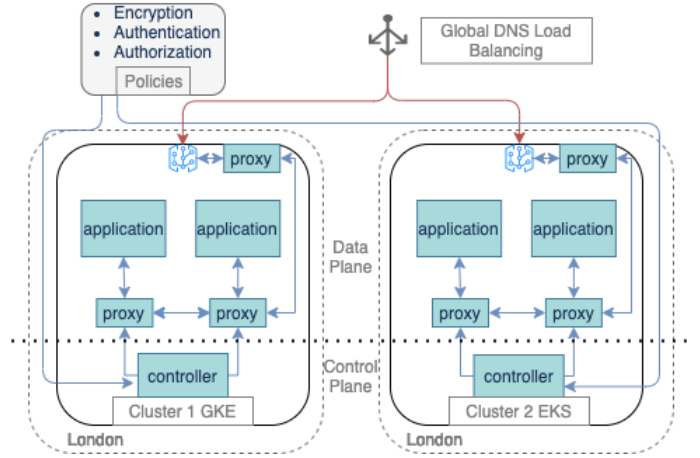 Encryption
Authentication
Authorization
Policies
Global DNS Load
Balancing
proxy
proxy
application
application
application
application
Data
Plane
proxy
proxy
proxy
proxy
Control
Plane
controller
controller
Cluster 1 GKE
Cluster 2 EKS
London
London